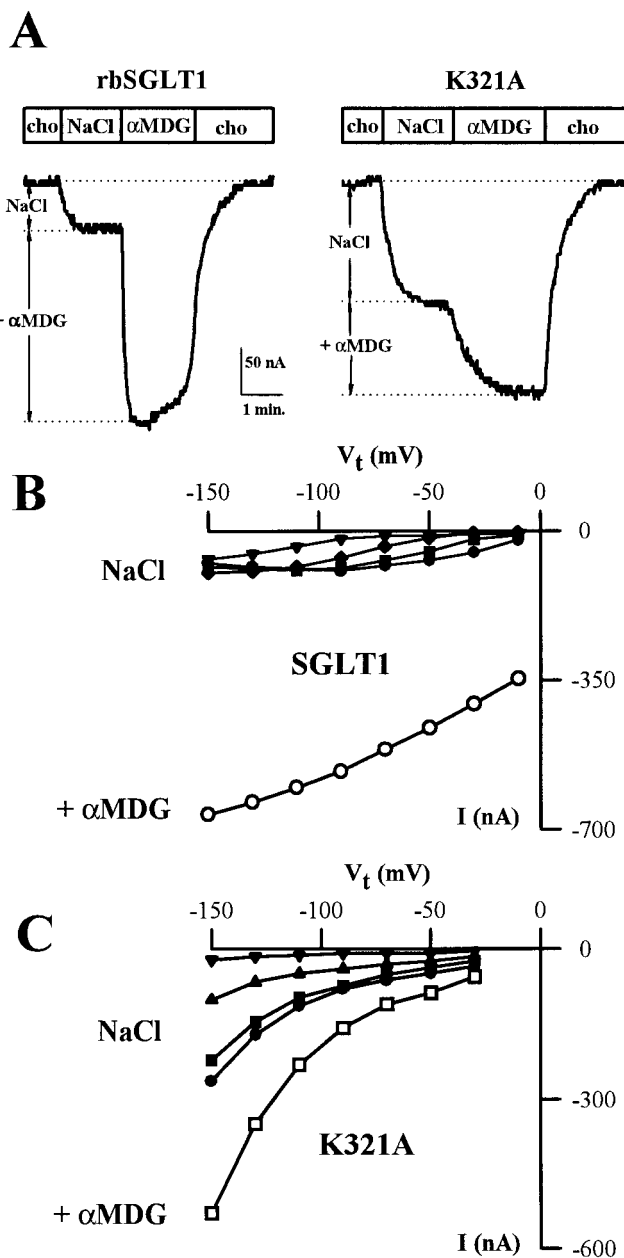 A
rbSGLT1
K321A
cho NaCl αMDG cho
cho NaCl αMDG cho
NaCl
NaCl
+ αMDG
+ αMDG
50 nA
1 min.
B
Vt (mV)
-150 -100 -50 0
0
NaCl
SGLT1
-350
+ αMDG
I (nA)
-700
C
Vt (mV)
-150 -100 -50 0
0
NaCl
-300
K321A
+ αMDG
I (nA)
-600